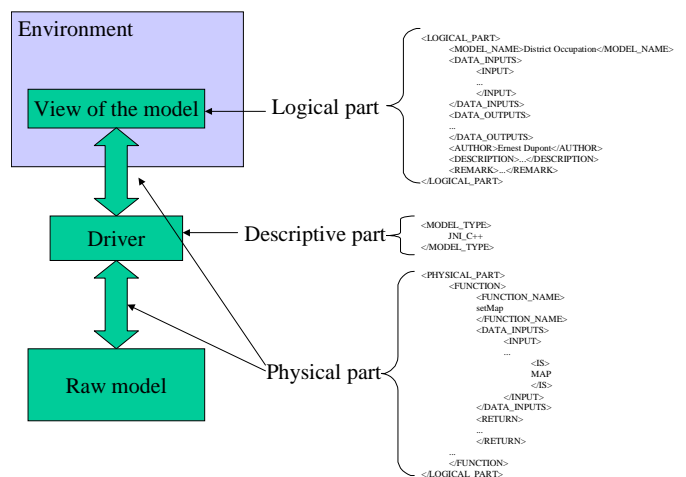 Environment
View of the model
Driver
Raw model
Logical part
Descriptive part
Physical part
<LOGICAL_PART>
<MODEL_NAME>District Occupation</MODEL_NAME>
<DATA_INPUTS>
<INPUT>
...
</INPUT>
</DATA_INPUTS>
<DATA_OUTPUTS>
...
</DATA_OUTPUTS>
<AUTHOR>Ernest Dupont</AUTHOR>
<DESCRIPTION>...</DESCRIPTION>
<REMARK>...</REMARK>
</LOGICAL_PART>
<MODEL_TYPE>
JNI_C++
</MODEL_TYPE>
<PHYSICAL_PART>
<FUNCTION>
<FUNCTION_NAME>
setMap
</FUNCTION_NAME>
<DATA_INPUTS>
<INPUT>
...
<IS>
MAP
</IS>
</INPUT>
</DATA_INPUTS>
<RETURN>
...
</RETURN>
...
</FUNCTION>
</LOGICAL_PART>